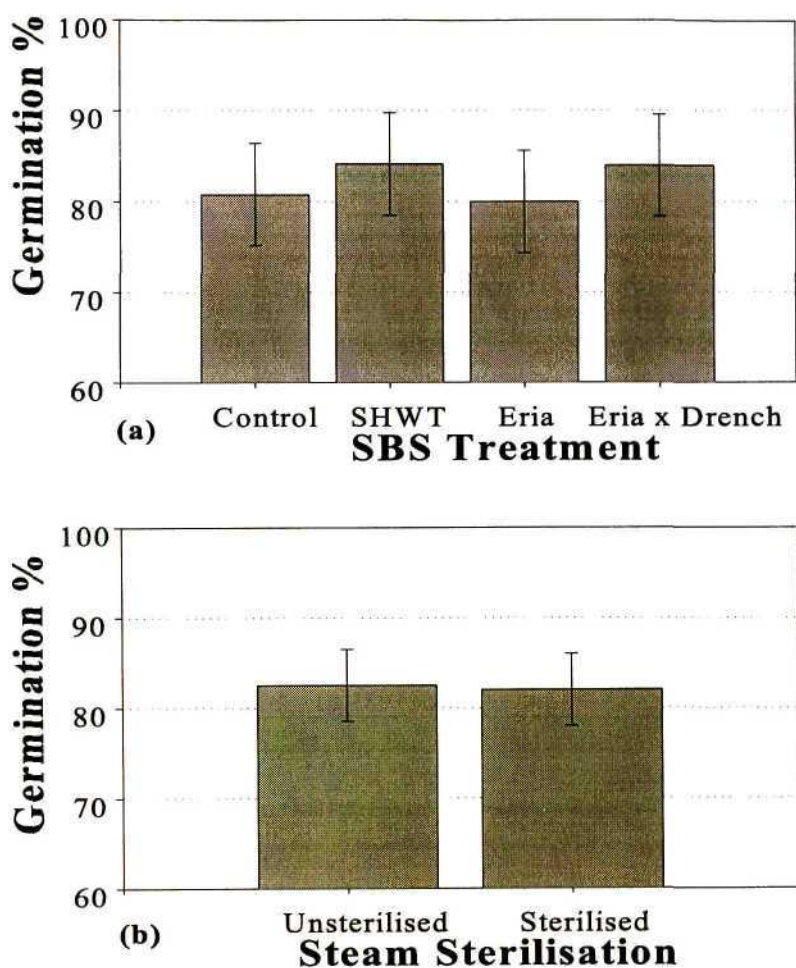 Germination %
100
90
80
70
60
Control SHWT Eria Eria x Drench
(a)
SBS Treatment
Germination %
100
90
80
70
60
Unsterilised Sterilised
(b)
Steam Sterilisation